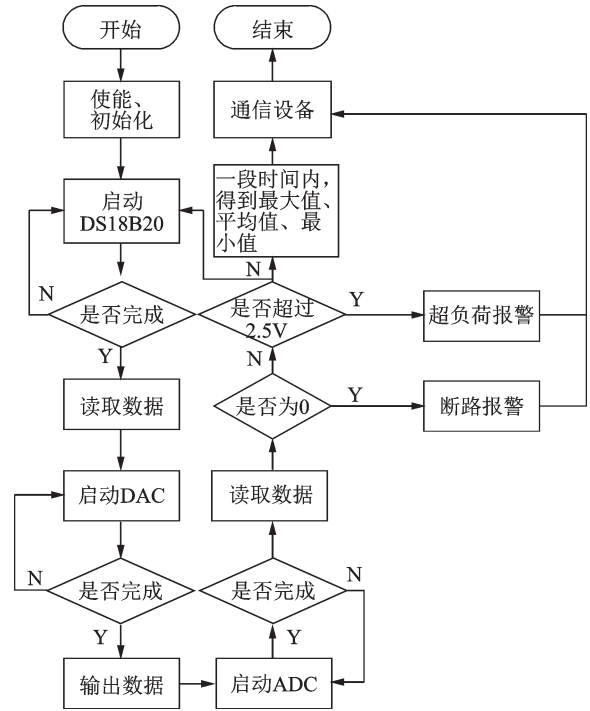 开始
使能、
初始化
启动
DS18B20
N
是否完成
Y
读取数据
启动DAC
N
是否完成
Y
输出数据
启动ADC
Y
是否完成
N
读取数据
是否为0
Y
断路报警
N
是否超过
2.5V
Y
超负荷报警
N
一段时间内,
得到最大值、
平均值、最
小值
通信设备
结束